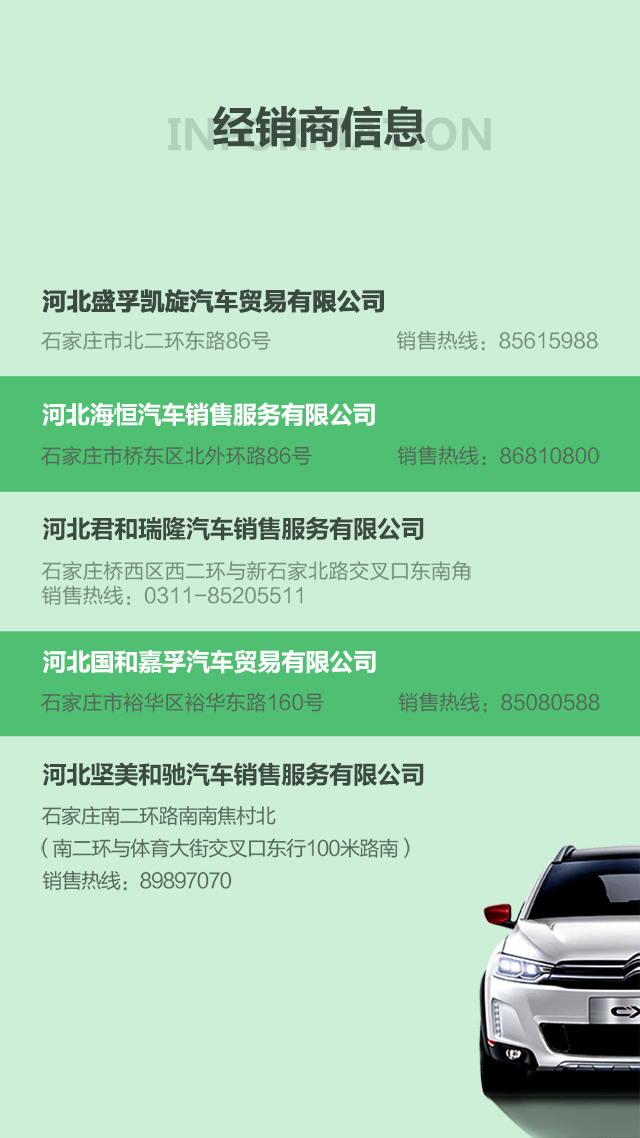 INFORMATION
经销商信息
河北盛孚凯旋汽车贸易有限公司
石家庄市北二环东路86号 销售热线：85615988
河北海恒汽车销售服务有限公司
石家庄市桥东区北外环路86号 销售热线：86810800
河北君和瑞隆汽车销售服务有限公司
石家庄桥西区西二环与新石家北路交叉口东南角
销售热线：0311-85205511
河北国和嘉孚汽车贸易有限公司
石家庄市裕华区裕华东路160号 销售热线：85080588
河北坚美和驰汽车销售服务有限公司
石家庄南二环路南南焦村北
（南二环与体育大街交叉口东行100米路南）
销售热线：89897070